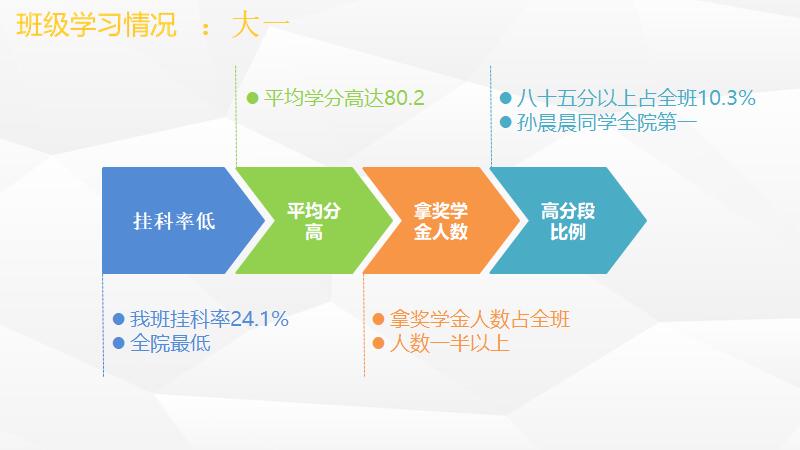 班级学习情况 ：大一
平均学分高达80.2
八十五分以上占全班10.3%
孙晨晨同学全院第一
挂科率低
平均分
高
拿奖学
金人数
高分段
比例
我班挂科率24.1%
全院最低
拿奖学金人数占全班
人数一半以上